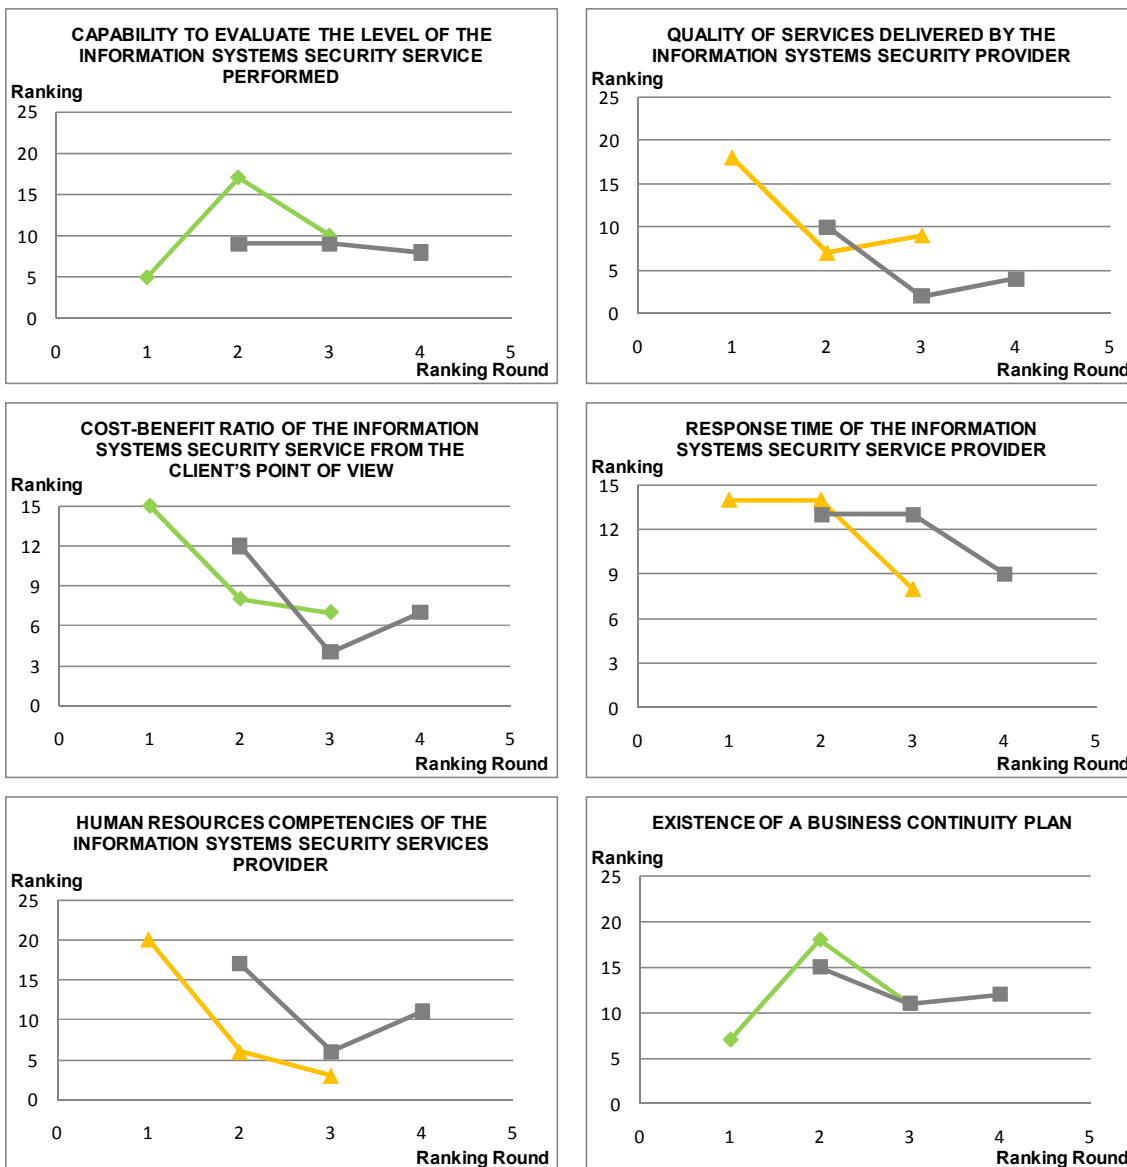 CAPABILITY TO EVALUATE THE LEVEL OF THE
INFORMATION SYSTEMS SECURITY SERVICE
PERFORMED
Ranking
25
20
15
10
5
0
0 1 2 3 4 5
Ranking Round
QUALITY OF SERVICES DELIVERED BY THE
INFORMATION SYSTEMS SECURITY PROVIDER
Ranking
25
20
15
10
5
0
0 1 2 3 4 5
Ranking Round
COST-BENEFIT RATIO OF THE INFORMATION
SYSTEMS SECURITY SERVICE FROM THE
CLIENT’S POINT OF VIEW
Ranking
15
12
9
6
3
0
0 1 2 3 4 5
Ranking Round
RESPONSE TIME OF THE INFORMATION
SYSTEMS SECURITY SERVICE PROVIDER
Ranking
15
12
9
6
3
0
0 1 2 3 4 5
Ranking Round
HUMAN RESOURCES COMPETENCIES OF THE
INFORMATION SYSTEMS SECURITY SERVICES
PROVIDER
Ranking
25
20
15
10
5
0
0 1 2 3 4 5
Ranking Round
EXISTENCE OF A BUSINESS CONTINUITY PLAN
Ranking
25
20
15
10
5
0
0 1 2 3 4 5
Ranking Round